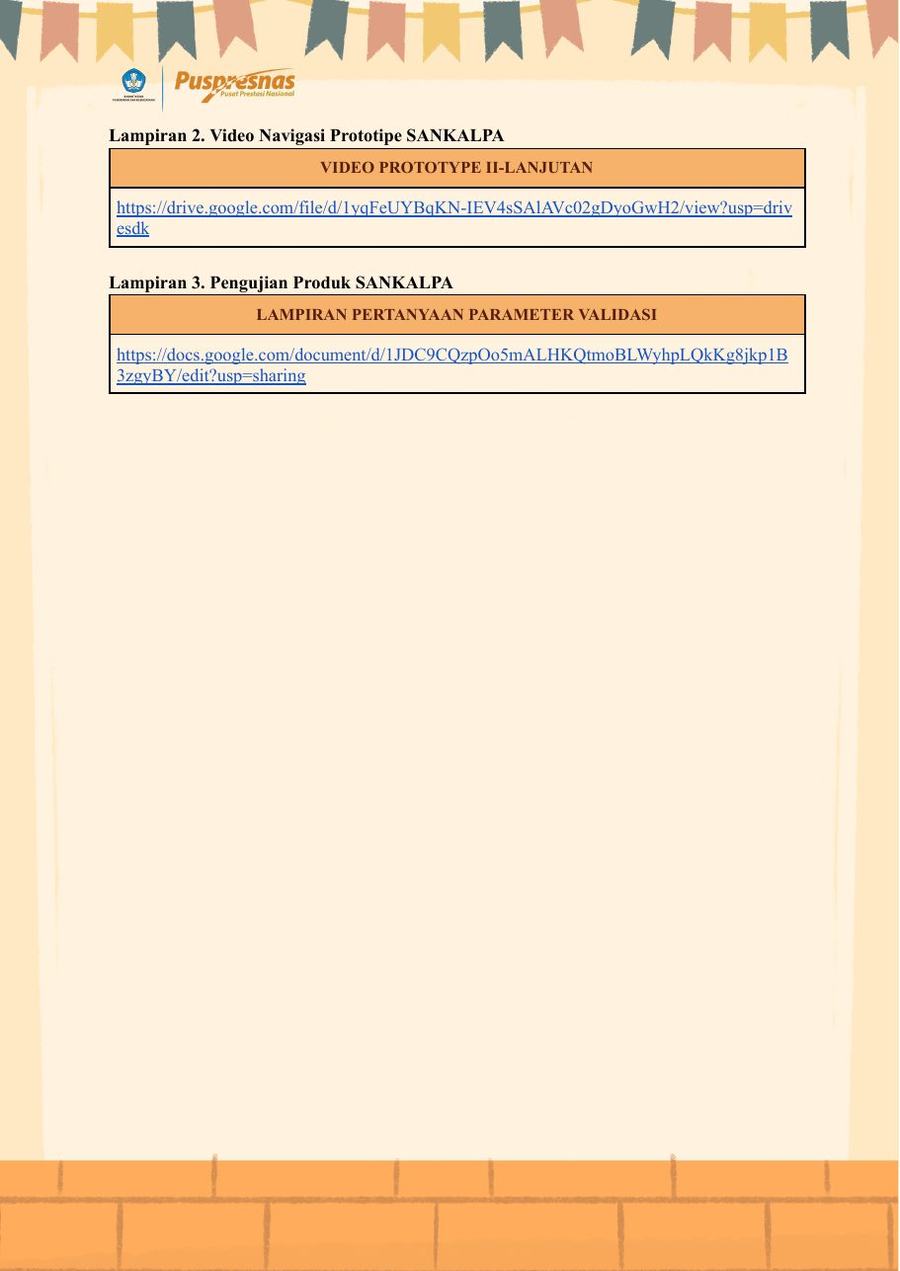 Puspresnas
Pusat Prestasi Nasional
Lampiran 2. Video Navigasi Prototipe SANKALPA
VIDEO PROTOTYPE II-LANJUTAN
https://drive.google.com/file/d/1yqFeUYBqKN-IEV4sSAlAVc02gDyoGwH2/view?usp=driv
esdk
Lampiran 3. Pengujian Produk SANKALPA
LAMPIRAN PERTANYAAN PARAMETER VALIDASI
https://docs.google.com/document/d/1JDC9CQzpOo5mALHKQtmoBLWyhpLQkKg8jkp1B
3zgyBY/edit?usp=sharing